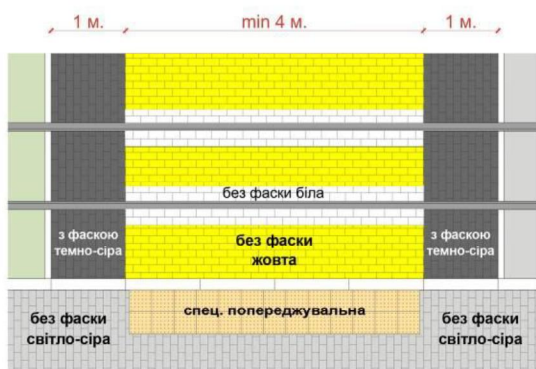 1 м. min 4 м. 1 м.
без фаски біла
з фаскою
темно-сіра
без фаски
жовта
з фаскою
темно-сіра
спец. попереджувальна
без фаски
світло-сіра
без фаски
світло-сіра